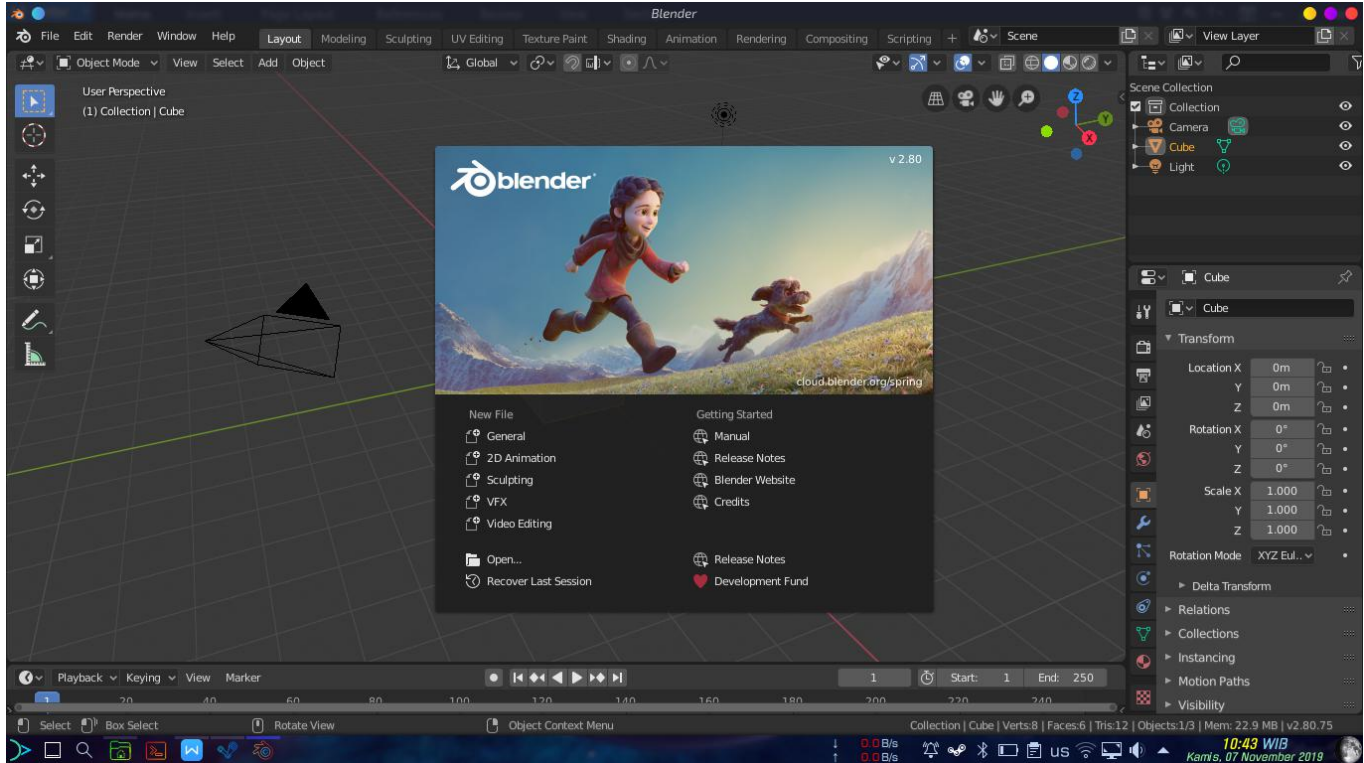 Blender
File Edit Render Window Help Layout Modeling Sculpting UV Editing Texture Paint Shading Animation Rendering Compositing Scripting + Scene View Layer
Object Mode View Select Add Object Global
User Perspective
(1) Collection | Cube
Z
Y
X
blender
v 2.80
cloud.blender.org/spring
New File
General
2D Animation
Sculpting
VFX
Video Editing
Open...
Recover Last Session
Getting Started
Manual
Release Notes
Blender Website
Credits
Release Notes
Development Fund
Scene Collection
Collection
Camera
Cube
Light
Cube
Cube
Transform
Location X 0m
Y 0m
Z 0m
Rotation X 0°
Y 0°
Z 0°
Scale X 1.000
Y 1.000
Z 1.000
Rotation Mode XYZ Eul..
Delta Transform
Relations
Collections
Instancing
Motion Paths
Visibility
Playback Keying View Marker 1 Start: 1 End: 250
1 20 40 60 80 100 120 140 160 180 200 220 240
Select Box Select Rotate View Object Context Menu Collection | Cube | Verts:8 | Faces:6 | Tris:12 | Objects:1/3 | Mem: 22.9 MB | v2.80.75
0.0 B/s
0.0 B/s
us
10:43 WIB
Kamis, 07 November 2019